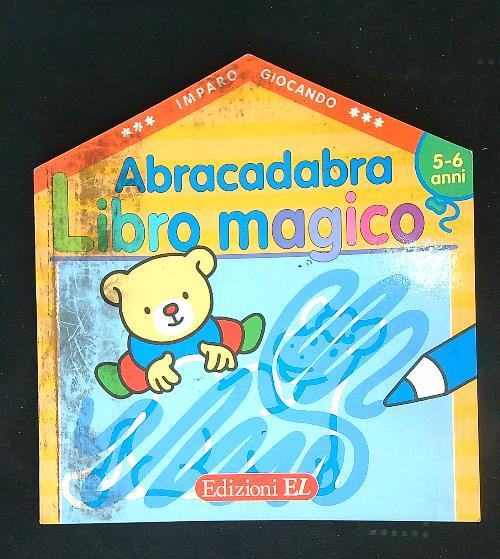 *** IMPARO GIOCANDO ***
5-6
anni
Abracadabra
Libro magico
Edizioni EL